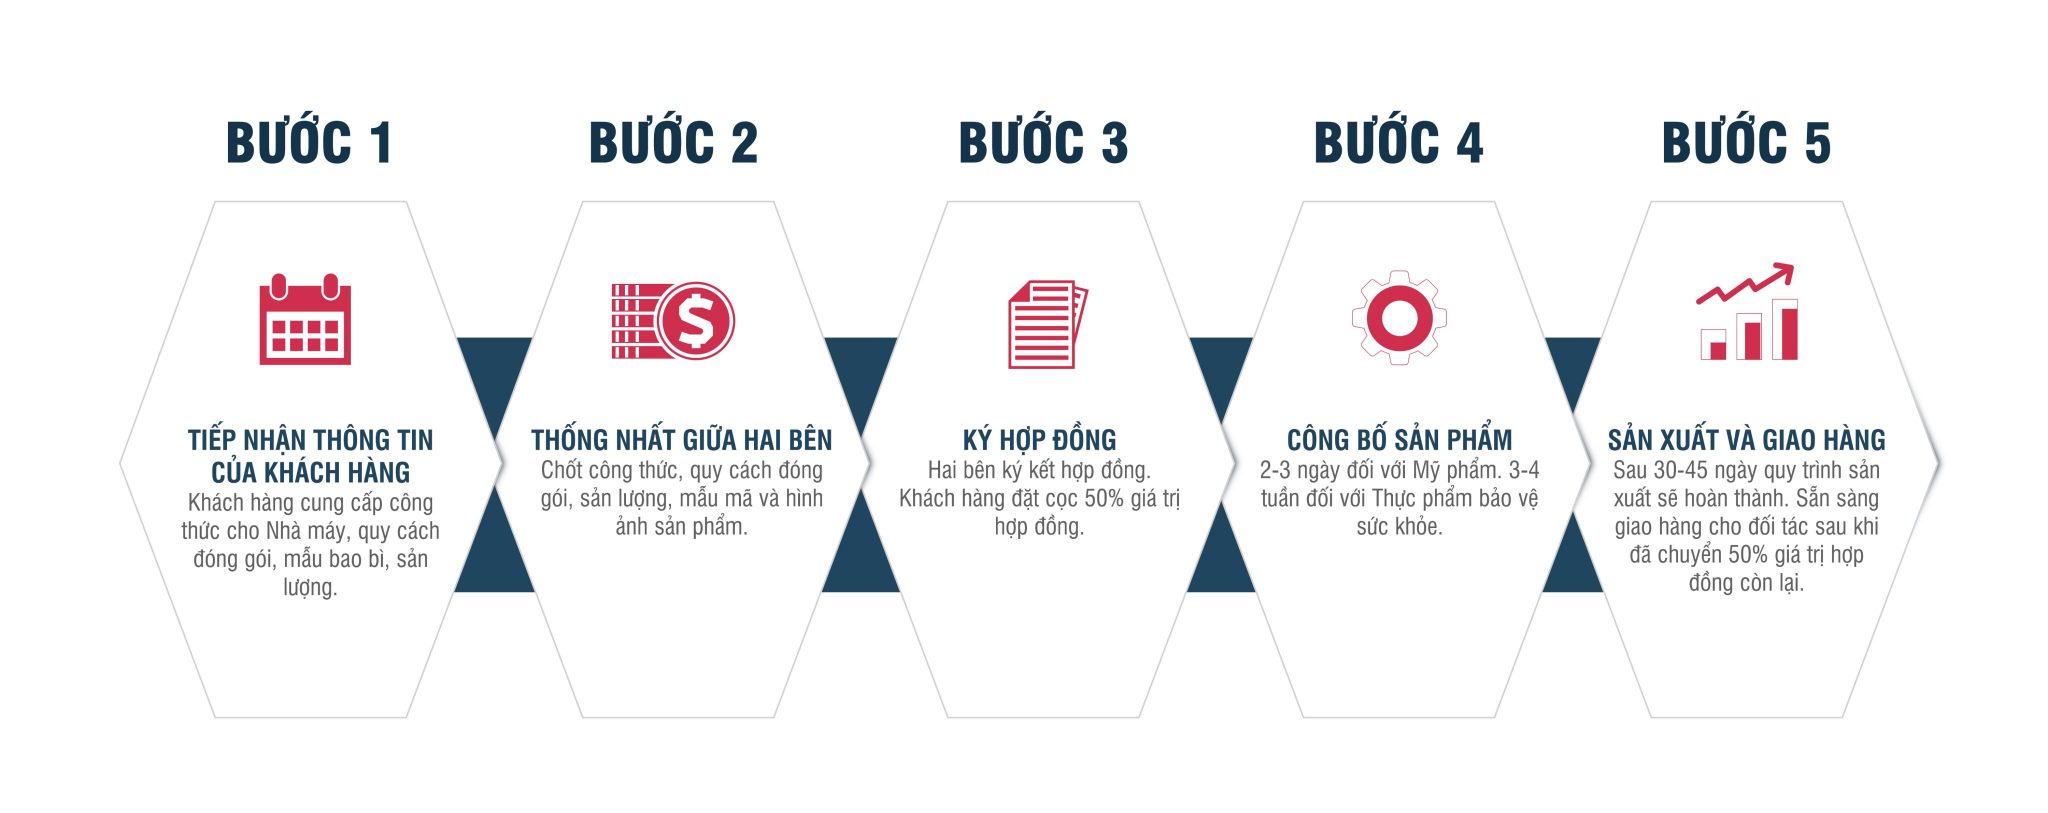 BƯỚC 1
TIẾP NHẬN THÔNG TIN
CỦA KHÁCH HÀNG
Khách hàng cung cấp công
thức cho Nhà máy, quy cách
đóng gói, mẫu bao bì, sản
lượng.
BƯỚC 2
THỐNG NHẤT GIỮA HAI BÊN
Chốt công thức, quy cách đóng
gói, sản lượng, mẫu mã và hình
ảnh sản phẩm.
BƯỚC 3
KÝ HỢP ĐỒNG
Hai bên ký kết hợp đồng.
Khách hàng đặt cọc 50% giá trị
hợp đồng.
BƯỚC 4
CÔNG BỐ SẢN PHẨM
2-3 ngày đối với Mỹ phẩm. 3-4
tuần đối với Thực phẩm bảo vệ
sức khỏe.
BƯỚC 5
SẢN XUẤT VÀ GIAO HÀNG
Sau 30-45 ngày quy trình sản
xuất sẽ hoàn thành. Sẵn sàng
giao hàng cho đối tác sau khi
đã chuyển 50% giá trị hợp
đồng còn lại.